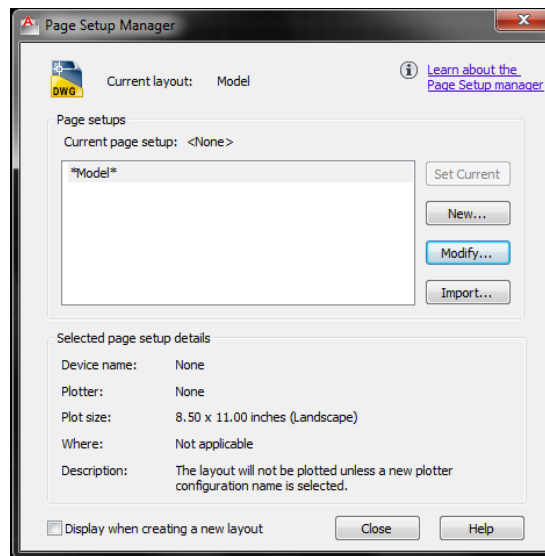 Page Setup Manager
DWG
Current layout: Model
Learn about the
Page Setup manager
Page setups
Current page setup: <None>
*Model*
Set Current
New...
Modify...
Import...
Selected page setup details
Device name: None
Plotter: None
Plot size: 8.50 x 11.00 inches (Landscape)
Where: Not applicable
Description: The layout will not be plotted unless a new plotter
configuration name is selected.
Display when creating a new layout
Close
Help